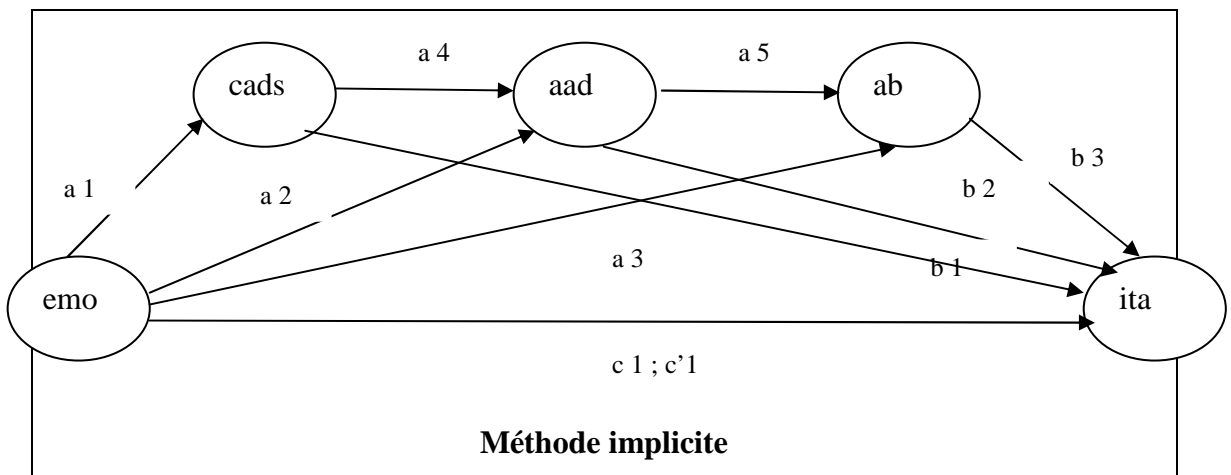 a 4
a 5
cads
aad
ab
b 3
a 1
a 2
b 2
a 3
b 1
emo
ita
c 1 ; c’1
Méthode implicite